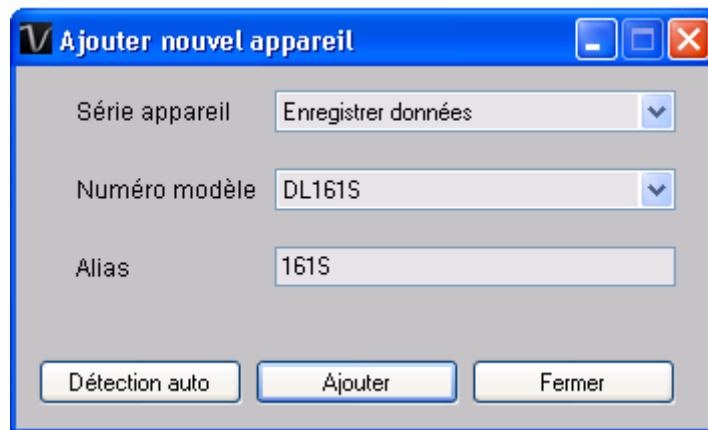 Ajouter nouvel appareil
Série appareil Enregistrer données
Numéro modèle DL161S
Alias 161S
Détection auto Ajouter Fermer